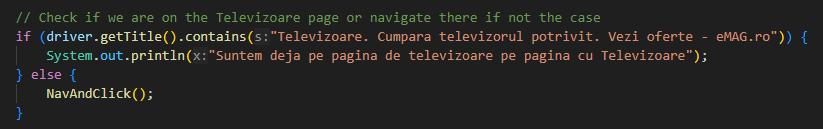 // Check if we are on the Televizoare page or navigate there if not the case
if (driver.getTitle().contains(s:"Televizoare. Cumpara televizorul potrivit. Vezi oferte - eMAG.ro")) {
    System.out.println(x:"Suntem deja pe pagina de televizoare pe pagina cu Televizoare");
} else {
    NavAndClick();
}